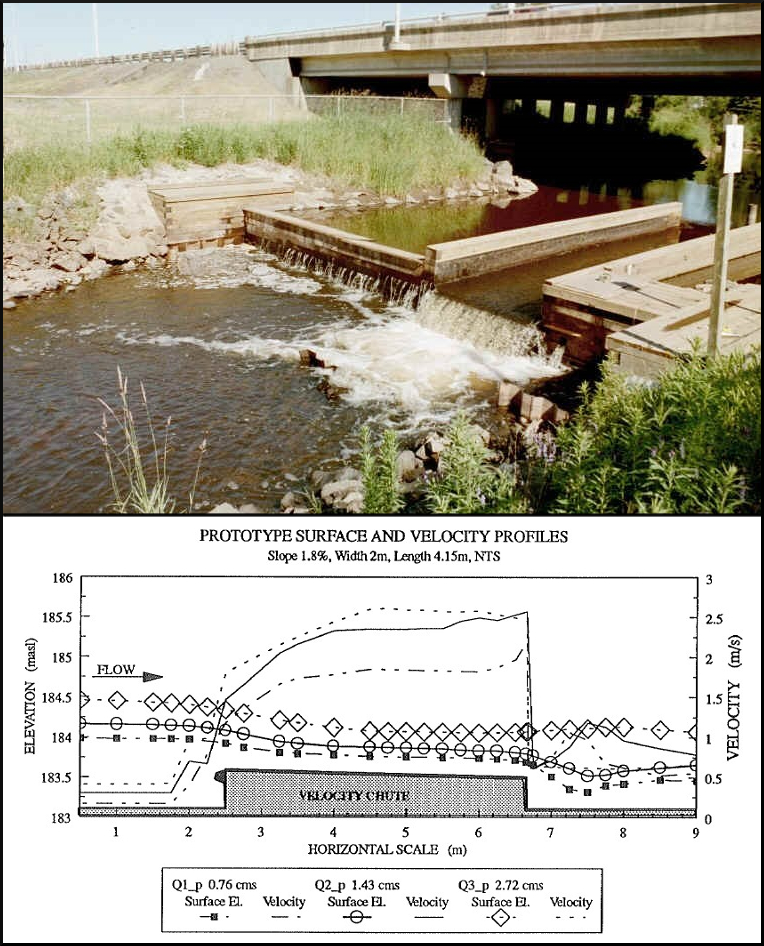 PROTOTYPE SURFACE AND VELOCITY PROFILES
Slope 1.8%, Width 2m, Length 4.15m, NTS
186
185.5
185
184.5
184
183.5
183
ELEVATION (masl)
FLOW
VELOCITY CHUTE
3
2.5
2
1.5
1
0.5
0
VELOCITY (m/s)
1 2 3 4 5 6 7 8 9
HORIZONTAL SCALE (m)
Q1_p 0.76 cms Q2_p 1.43 cms Q3_p 2.72 cms
Surface El. Velocity Surface El. Velocity Surface El. Velocity